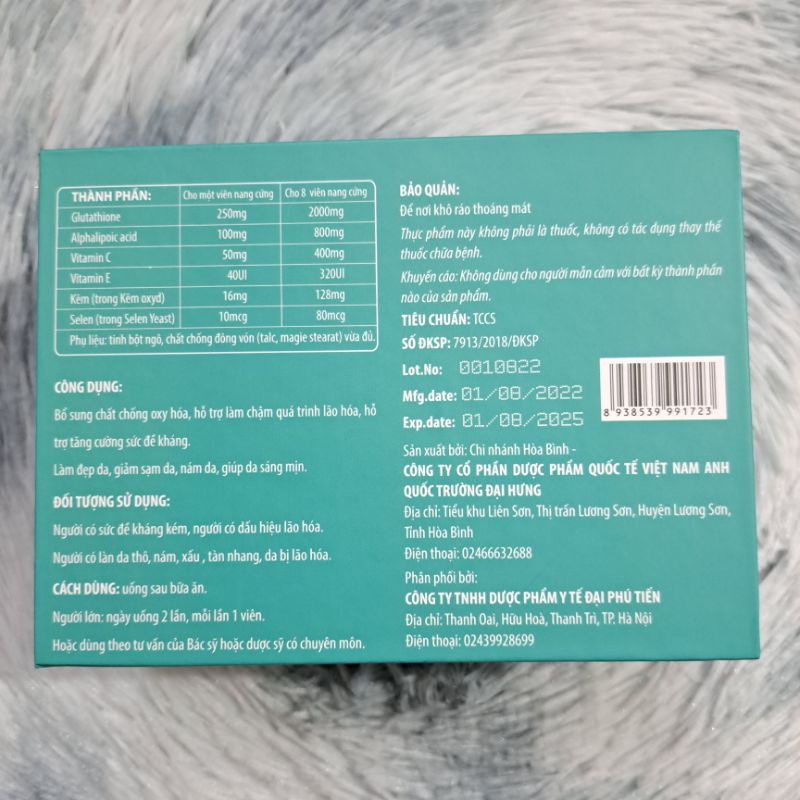 THÀNH PHẦN: Cho một viên nang cứng Cho 8 viên nang cứng
Glutathione 250mg 2000mg
Alphalipoic acid 100mg 800mg
Vitamin C 50mg 400mg
Vitamin E 40UI 320UI
Kẽm (trong Kẽm oxyd) 16mg 128mg
Selen (trong Selen Yeast) 10mcg 80mcg
Phụ liệu: tinh bột ngô, chất chống đông vón (talc, magie stearat) vừa đủ.
CÔNG DỤNG:
Bổ sung chất chống oxy hóa, hỗ trợ làm chậm quá trình lão hóa, hỗ
trợ tăng cường sức đề kháng.
Làm đẹp da, giảm sạm da, nám da, giúp da sáng mịn.
ĐỐI TƯỢNG SỬ DỤNG:
Người có sức đề kháng kém, người có dấu hiệu lão hóa.
Người có làn da thô, nám, xấu , tàn nhang, da bị lão hóa.
CÁCH DÙNG: uống sau bữa ăn.
Người lớn: ngày uống 2 lần, mỗi lần 1 viên.
Hoặc dùng theo tư vấn của Bác sỹ hoặc dược sỹ có chuyên môn.
BẢO QUẢN:
Để nơi khô ráo thoáng mát
Thực phẩm này không phải là thuốc, không có tác dụng thay thế
thuốc chữa bệnh.
Khuyến cáo: Không dùng cho người mẫn cảm với bất kỳ thành phần
nào của sản phẩm.
TIÊU CHUẨN: TCCS
SỐ ĐKSP: 7913/2018/ĐKSP
Lot.No: 0010822
Mfg.date: 01/08/2022
Exp.date: 01/08/2025
8 938539 991723
Sản xuất bởi: Chi nhánh Hòa Bình -
CÔNG TY CỔ PHẦN DƯỢC PHẨM QUỐC TẾ VIỆT NAM ANH
QUỐC TRƯỜNG ĐẠI HƯNG
Địa chỉ: Tiểu khu Liên Sơn, Thị trấn Lương Sơn, Huyện Lương Sơn,
Tỉnh Hòa Bình
Điện thoại: 02466632688
Phân phối bởi:
CÔNG TY TNHH DƯỢC PHẨM Y TẾ ĐẠI PHÚ TIẾN
Địa chỉ: Thanh Oai, Hữu Hoà, Thanh Trì, TP. Hà Nội
Điện thoại: 02439928699